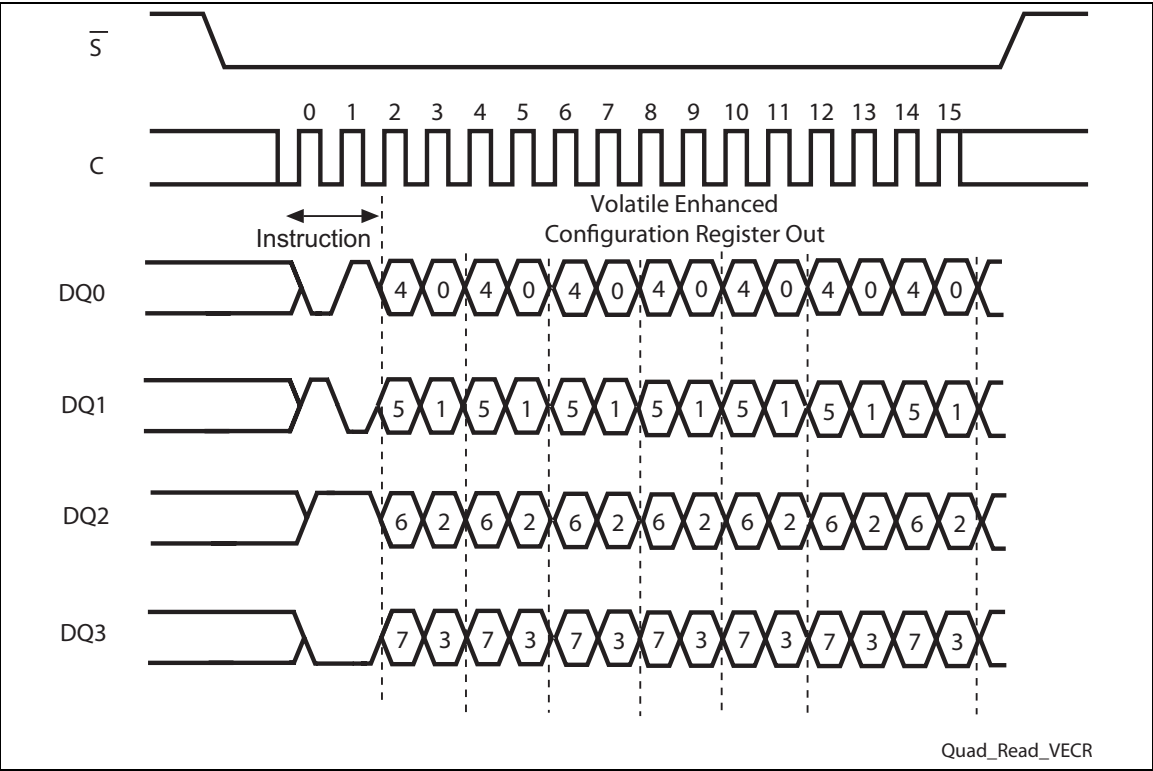 S
0 1 2 3 4 5 6 7 8 9 10 11 12 13 14 15
C
Volatile Enhanced
Instruction
Configuration Register Out
DQ0 4 0 4 0 4 0 4 0 4 0 4 0 4 0
DQ1 5 1 5 1 5 1 5 1 5 1 5 1 5 1
DQ2 6 2 6 2 6 2 6 2 6 2 6 2 6 2
DQ3 7 3 7 3 7 3 7 3 7 3 7 3 7 3
Quad_Read_VECR